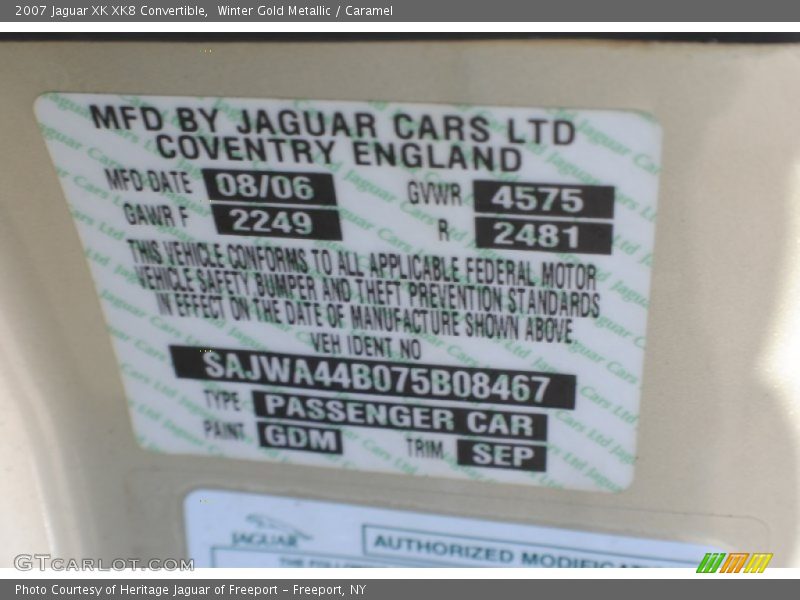 2007 Jaguar XK XK8 Convertible,  Winter Gold Metallic / Caramel
MFD BY JAGUAR CARS LTD
COVENTRY ENGLAND
MFD DATE 08/06 GVWR 4575
GAWR F 2249 R 2481
THIS VEHICLE CONFORMS TO ALL APPLICABLE FEDERAL MOTOR
VEHICLE SAFETY BUMPER AND THEFT PREVENTION STANDARDS
IN EFFECT ON THE DATE OF MANUFACTURE SHOWN ABOVE
VEH IDENT NO
SAJWA44B075B08467
TYPE PASSENGER CAR
PAINT GDM TRIM SEP
JAGUAR
AUTHORIZED
THE
GTCARLOT.COM
Photo Courtesy of Heritage Jaguar of Freeport - Freeport, NY